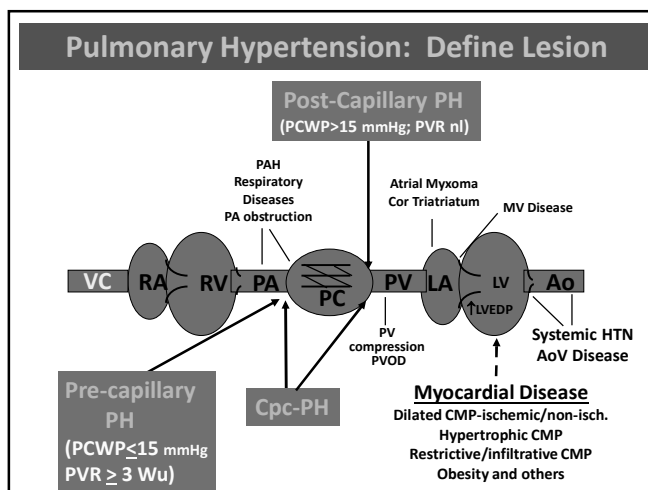 Pulmonary Hypertension: Define Lesion
Post-Capillary PH
(PCWP>15 mmHg; PVR nl)
PAH
Respiratory
Diseases
PA obstruction
Atrial Myxoma
Cor Triatriatum
MV Disease
VC
RA
RV
PA
PC
PV
LA
LV
↑LVEDP
Ao
PV
compression
PVOD
Systemic HTN
AoV Disease
Pre-capillary
PH
(PCWP≤15 mmHg
PVR ≥ 3 Wu)
Cpc-PH
Myocardial Disease
Dilated CMP-ischemic/non-isch.
Hypertrophic CMP
Restrictive/infiltrative CMP
Obesity and others